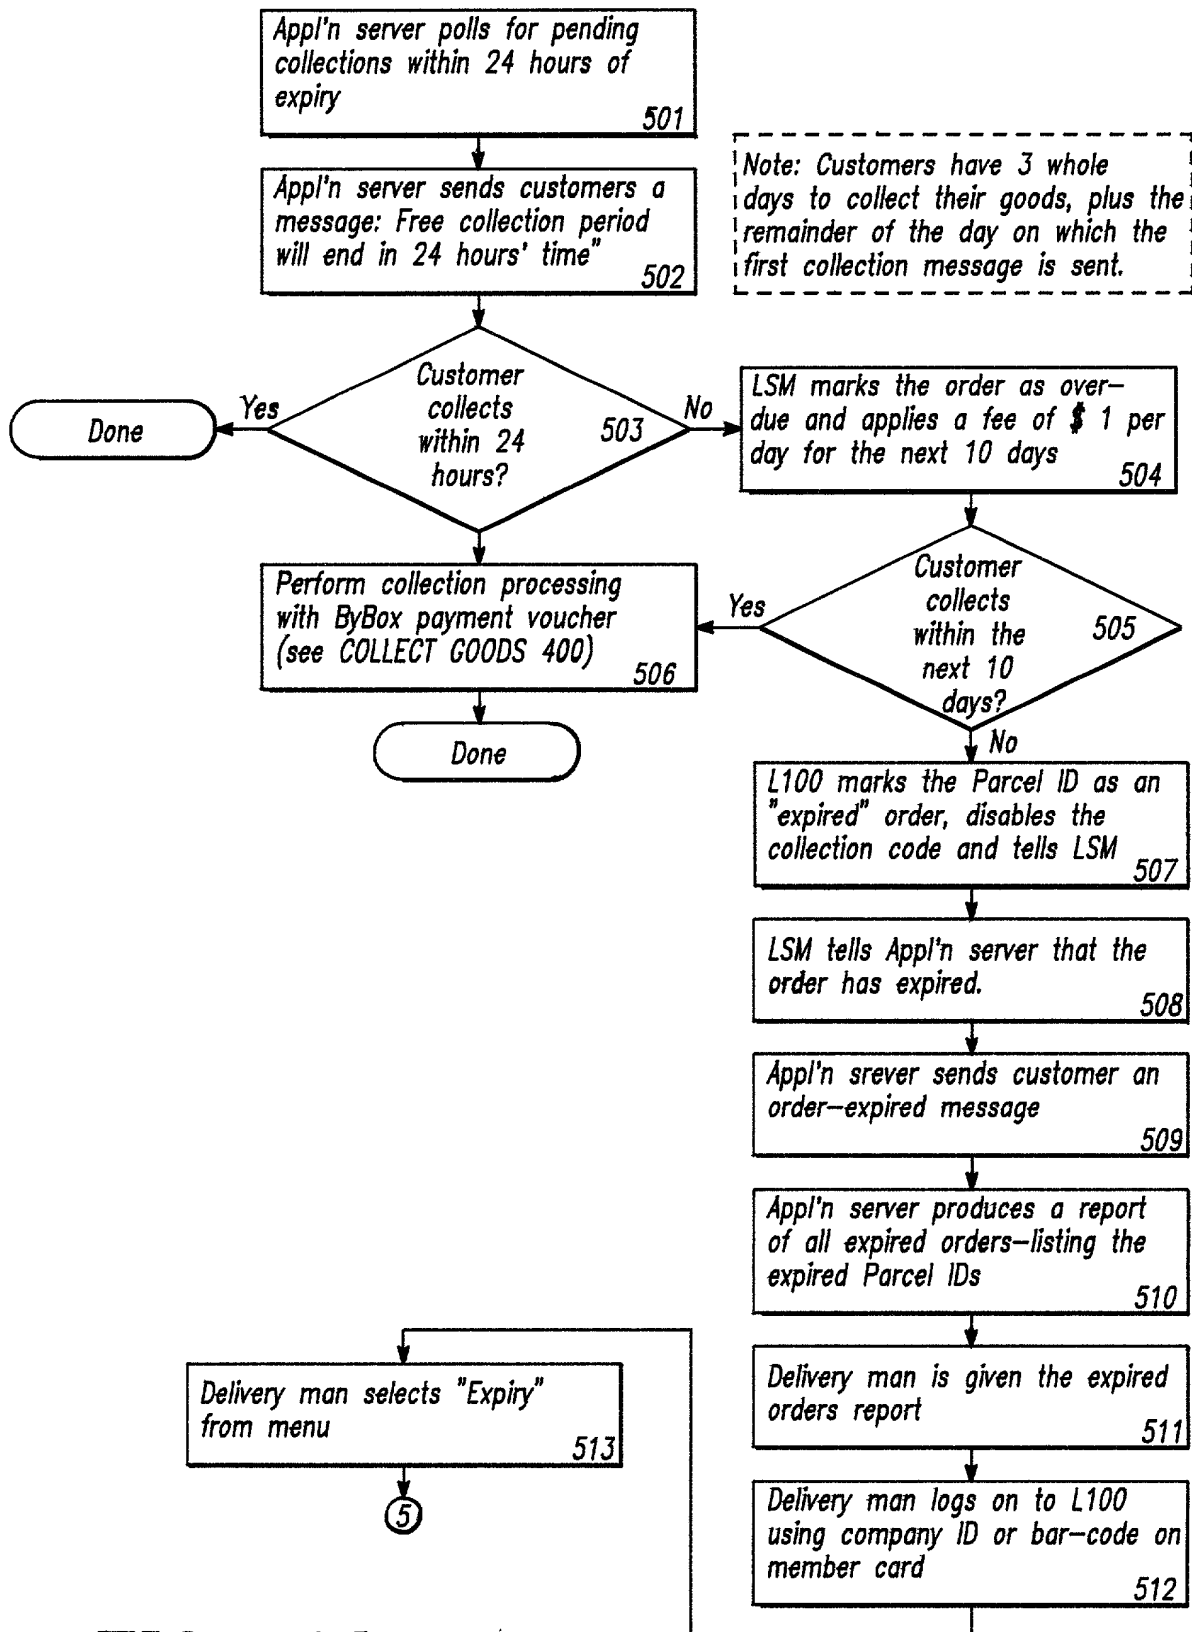 Appl'n server polls for pending
collections within 24 hours of
expiry
501
Appl'n server sends customers a
message: Free collection period
will end in 24 hours' time"
502
Note: Customers have 3 whole
days to collect their goods, plus the
remainder of the day on which the
first collection message is sent.
Customer
collects
within 24
hours?
503
Yes
Done
No
LSM marks the order as over-
due and applies a fee of $ 1 per
day for the next 10 days
504
Customer
collects
within the
next 10
days?
505
Yes
Perform collection processing
with ByBox payment voucher
(see COLLECT GOODS 400)
506
Done
No
L100 marks the Parcel ID as an
"expired" order, disables the
collection code and tells LSM
507
LSM tells Appl'n server that the
order has expired.
508
Appl'n srever sends customer an
order-expired message
509
Appl'n server produces a report
of all expired orders-listing the
expired Parcel IDs
510
Delivery man is given the expired
orders report
511
Delivery man logs on to L100
using company ID or bar-code on
member card
512
Delivery man selects "Expiry"
from menu
513
5